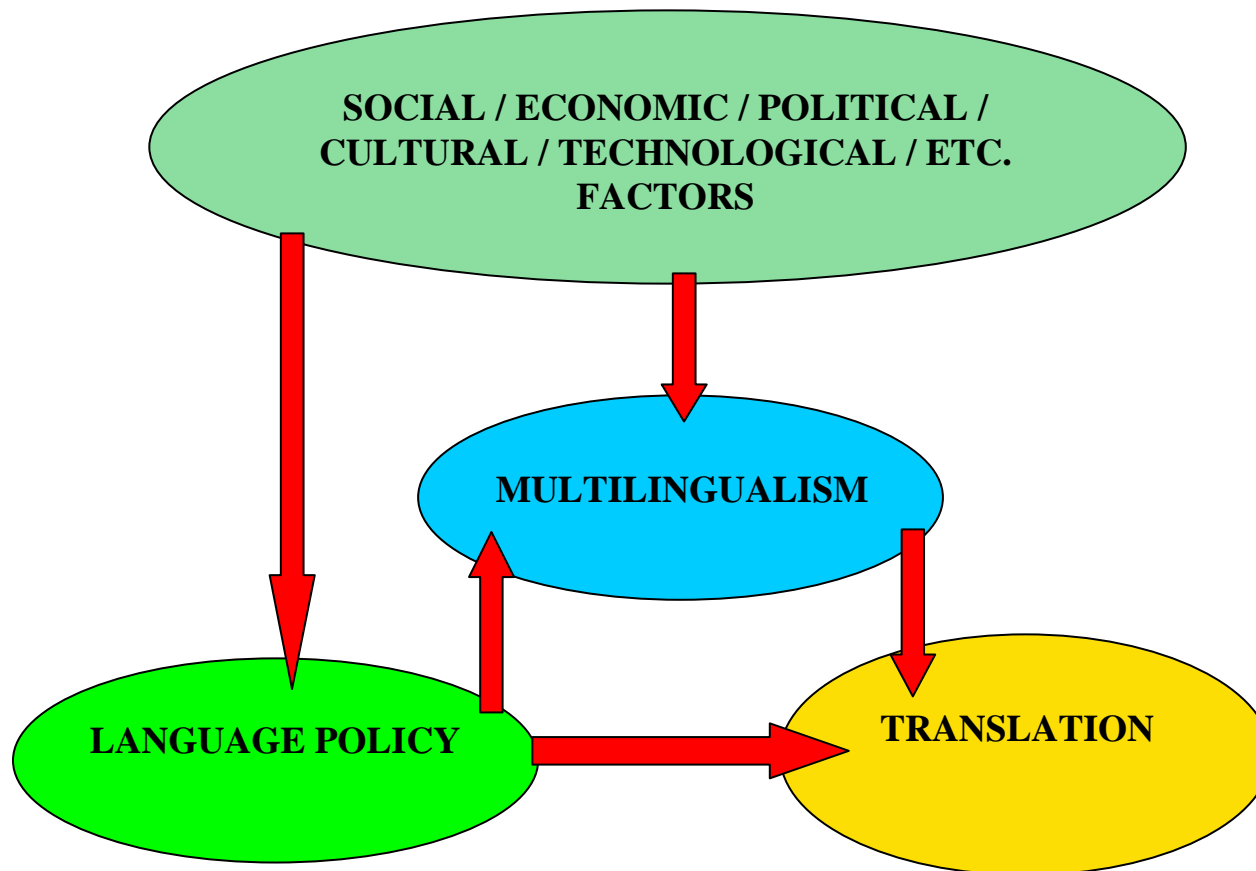 SOCIAL / ECONOMIC / POLITICAL /
CULTURAL / TECHNOLOGICAL / ETC.
FACTORS
MULTILINGUALISM
LANGUAGE POLICY
TRANSLATION